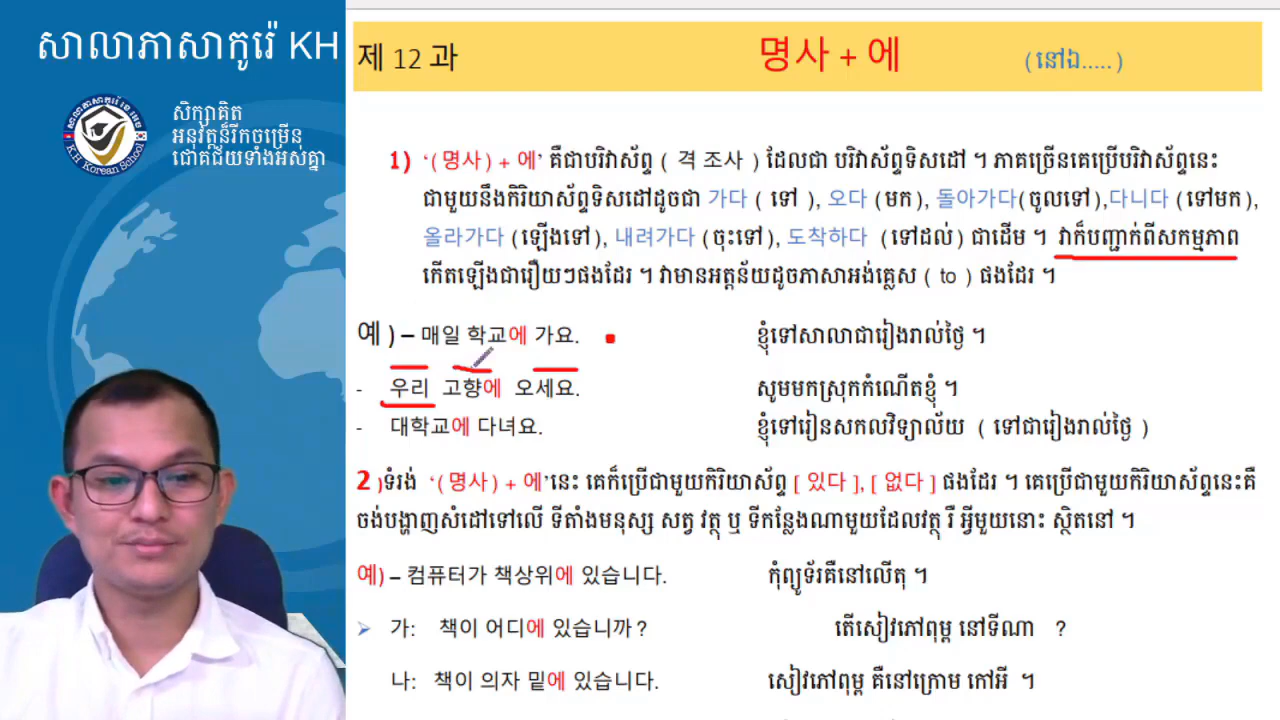 សាលាភាសាកូរ៉េ KH
សាលាភាសាកូរ៉េ ខេ អេច
K.H Korean School
សិក្សាគិត
អនុវត្តន៏រីកចម្រើន
ជោគជ័យទាំងអស់គ្នា
제 12 과 명사 + 에 ( នៅឯ..... )
1) ‘(명사) + 에’ គឺជាបរិវាស័ព្ទ ( 격 조사 ) ដែលជា បរិវាស័ព្ទទិសដៅ ។ ភាគច្រើនគេប្រើបរិវាស័ព្ទនេះ
ជាមួយនឹងកិរិយាស័ព្ទទិសដៅដូចជា 가다 ( ទៅ ), 오다 (មក), 돌아가다(ចូលទៅ),다니다 (ទៅមក),
올라가다 (ឡើងទៅ), 내려가다 (ចុះទៅ), 도착하다 (ទៅដល់) ជាដើម ។ វាក៏បញ្ជាក់ពីសកម្មភាព
កើតឡើងជារឿយៗផងដែរ ។ វាមានអត្តន័យដូចភាសាអង់គ្លេស ( to ) ផងដែរ ។
예 ) – 매일 학교에 가요. ខ្ញុំទៅសាលាជារៀងរាល់ថ្ងៃ ។
- 우리 고향에 오세요. សូមមកស្រុកកំណើតខ្ញុំ ។
- 대학교에 다녀요. ខ្ញុំទៅរៀនសកលវិទ្យាល័យ ( ទៅជារៀងរាល់ថ្ងៃ )
2 )ទំរង់ ‘(명사) + 에’នេះ គេក៏ប្រើជាមួយកិរិយាស័ព្ទ [ 있다 ], [ 없다 ] ផងដែរ ។ គេប្រើជាមួយកិរិយាស័ព្ទនេះគឺ
ចង់បង្ហាញសំដៅទៅលើ ទីតាំងមនុស្ស សត្វ វត្ថុ ឬ ទីកន្លែងណាមួយដែលវត្ថុ រឺ អ្វីមួយនោះ ស្ថិតនៅ ។
예) – 컴퓨터가 책상위에 있습니다. កុំព្យូទ័រគឺនៅលើតុ ។
➢ 가: 책이 어디에 있습니까? តើសៀវភៅពុម្ព នៅទីណា ?
나: 책이 의자 밑에 있습니다. សៀវភៅពុម្ព គឺនៅក្រោម កៅអី ។